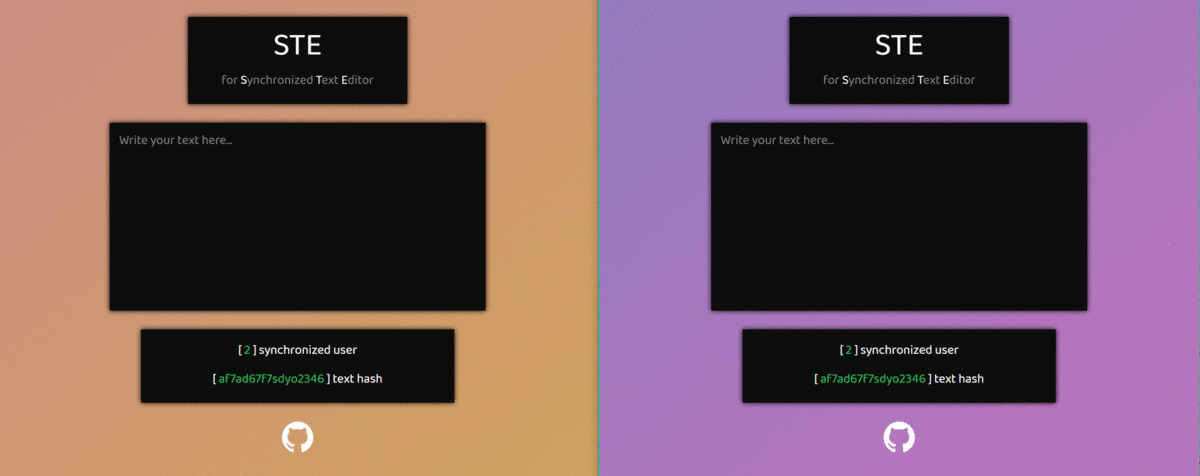 STE
for Synchronized Text Editor
Write your text here...
[ 2 ] synchronized user
[ af7ad67f7sdyo2346 ] text hash
STE
for Synchronized Text Editor
Write your text here...
[ 2 ] synchronized user
[ af7ad67f7sdyo2346 ] text hash